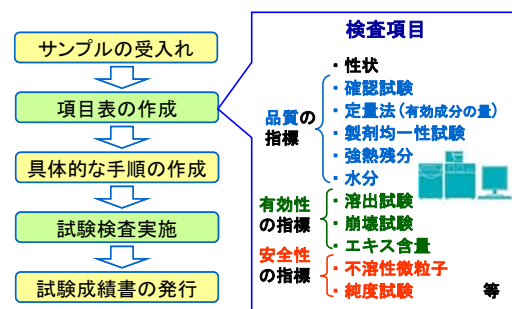 サンプルの受入れ
項目表の作成
具体的な手順の作成
試験検査実施
試験成績書の発行
検査項目
・性状
品質の指標
・確認試験
・定量法(有効成分の量)
・製剤均一性試験
・強熱残分
・水分
有効性の指標
・溶出試験
・崩壊試験
・エキス含量
安全性の指標
・不溶性微粒子
・純度試験
等